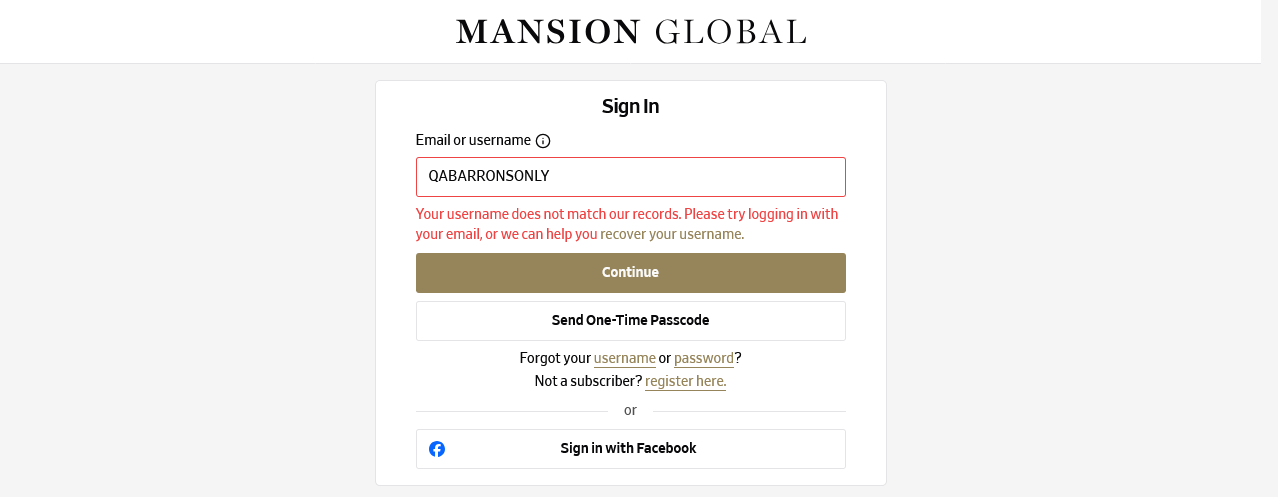 MANSION GLOBAL
Sign In
Email or username
QABARRONSONLY
Your username does not match our records. Please try logging in with
your email, or we can help you recover your username.
Continue
Send One-Time Passcode
Forgot your username or password?
Not a subscriber? register here.
or
Sign in with Facebook